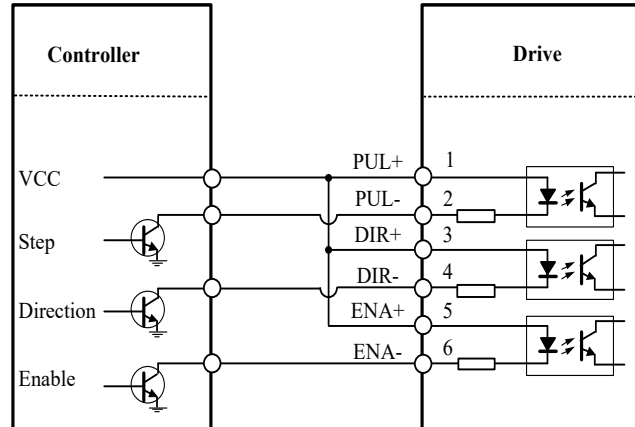 Controller
Drive
PUL+ 1
VCC
PUL- 2
Step
DIR+ 3
DIR- 4
Direction
ENA+ 5
ENA- 6
Enable